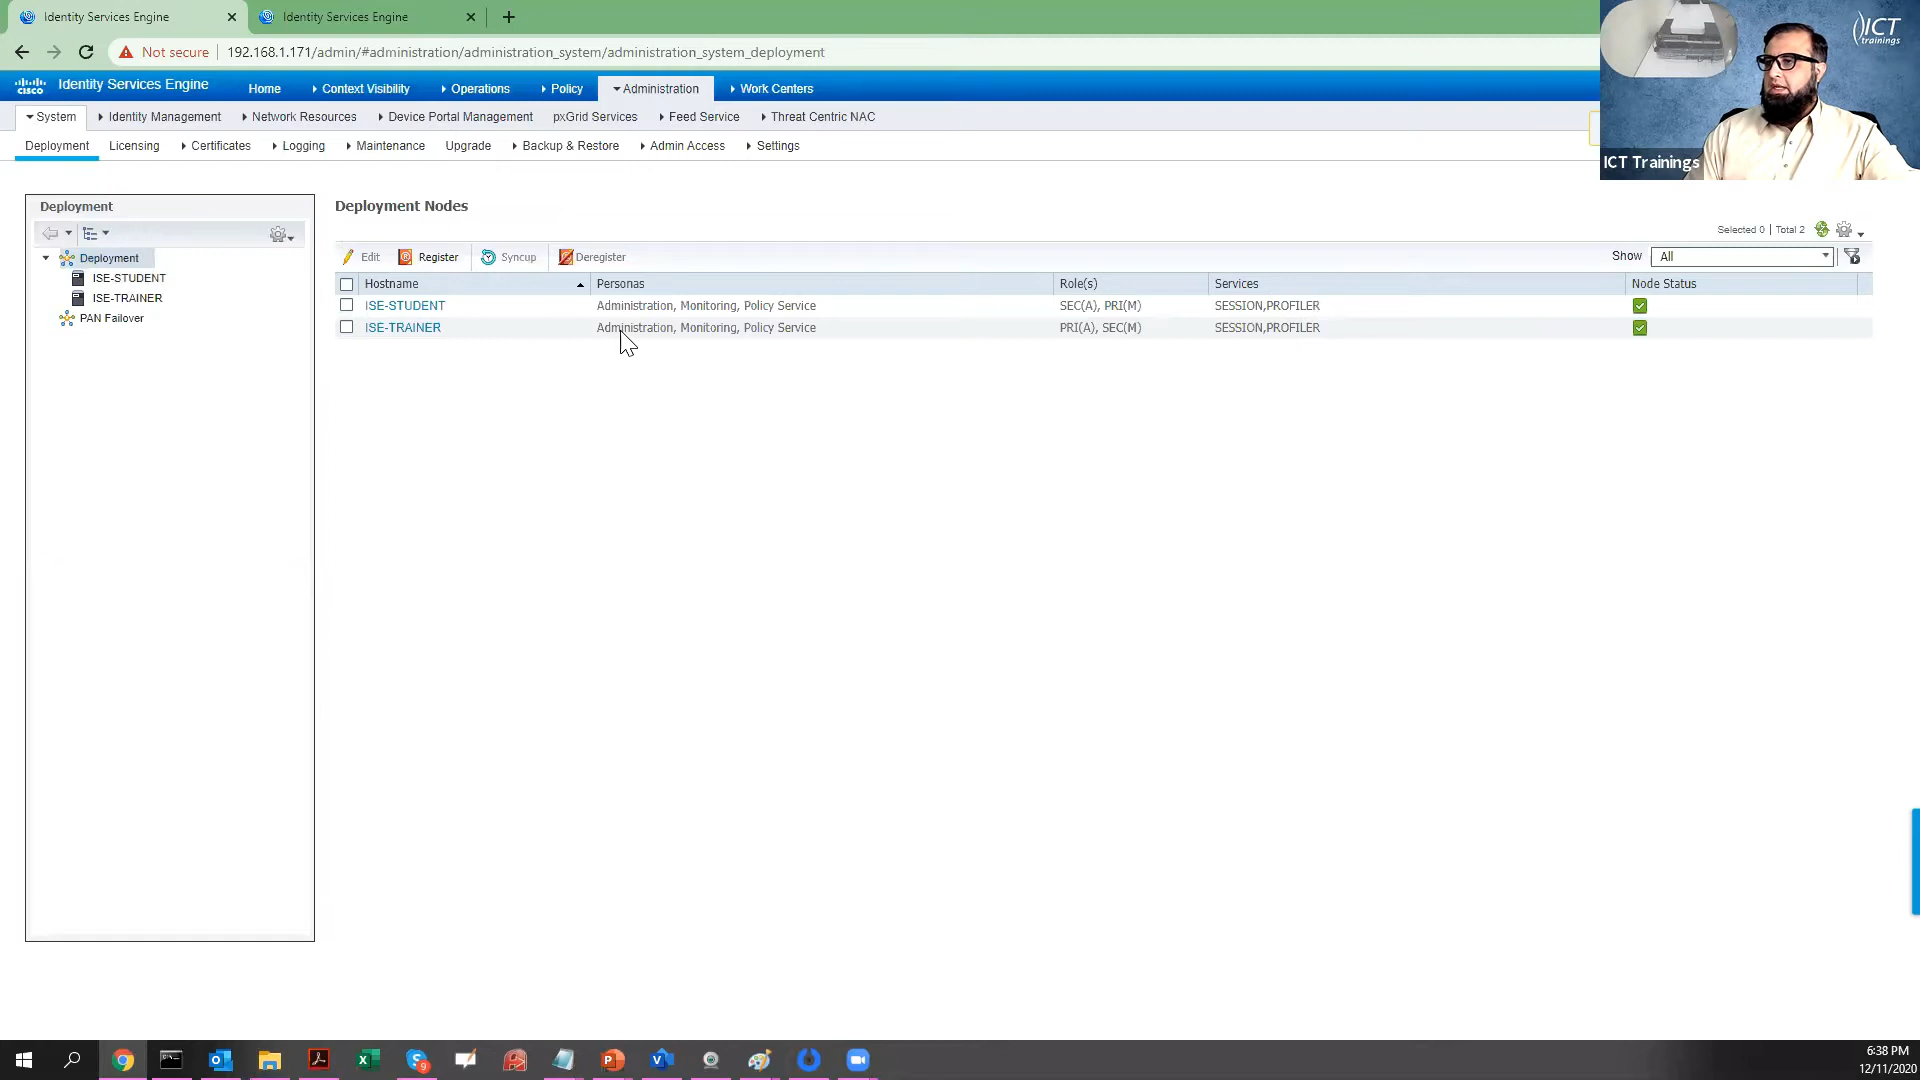 Identity Services Engine
Identity Services Engine
Not secure 192.168.1.171/admin/#administration/administration_system/administration_system_deployment
CISCO Identity Services Engine Home Context Visibility Operations Policy Administration Work Centers
System Identity Management Network Resources Device Portal Management pxGrid Services Feed Service Threat Centric NAC
Deployment Licensing Certificates Logging Maintenance Upgrade Backup & Restore Admin Access Settings
ICT
trainings
ICT Trainings
Deployment
Deployment
ISE-STUDENT
ISE-TRAINER
PAN Failover
Deployment Nodes
Selected 0 | Total 2
Edit Register Syncup Deregister Show All
Hostname Personas Role(s) Services Node Status
ISE-STUDENT Administration, Monitoring, Policy Service SEC(A), PRI(M) SESSION,PROFILER
ISE-TRAINER Administration, Monitoring, Policy Service PRI(A), SEC(M) SESSION,PROFILER
6:38 PM
12/11/2020